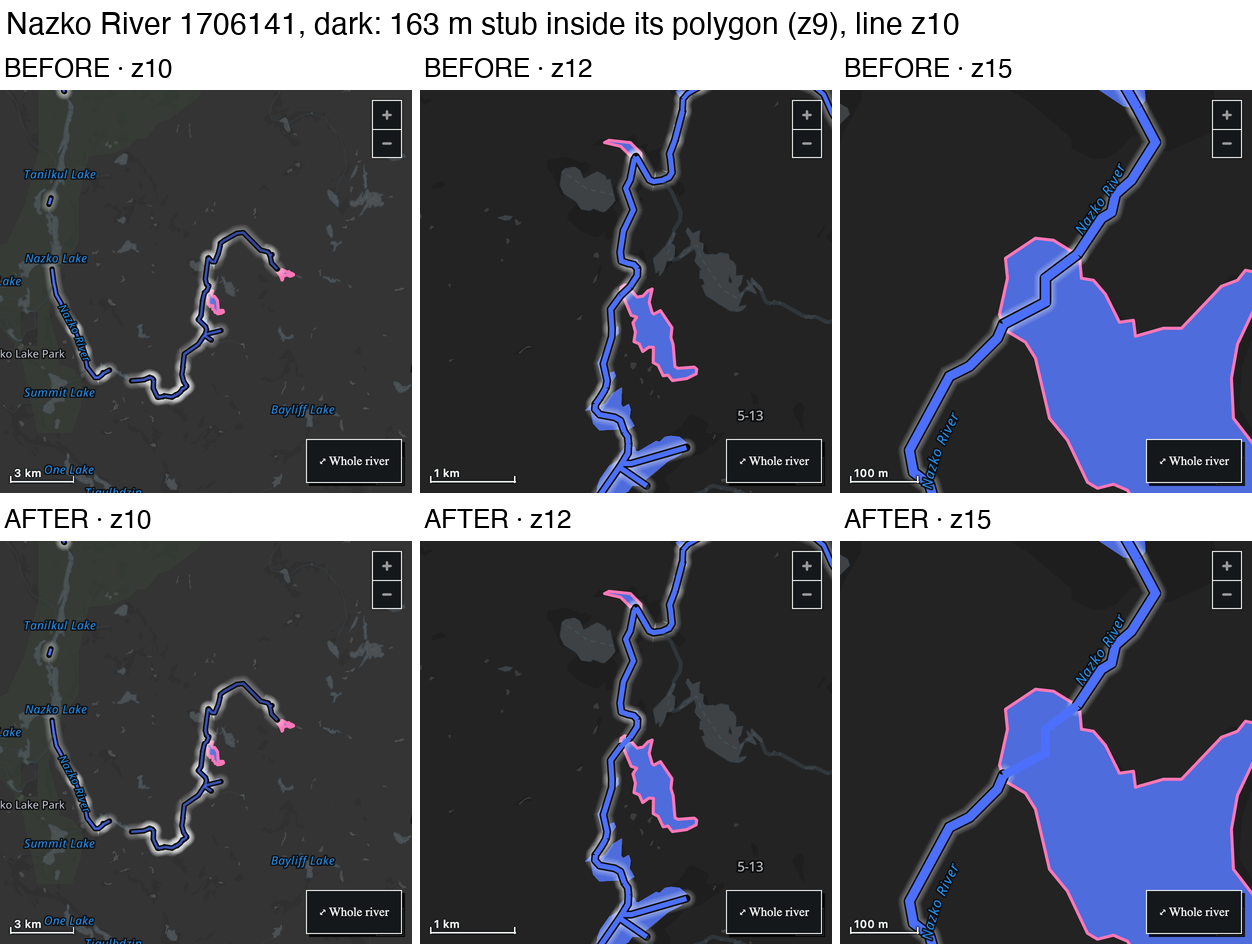 Nazko River 1706141, dark: 163 m stub inside its polygon (z9), line z10
BEFORE · z10
BEFORE · z12
BEFORE · z15
+
−
Tanilkul Lake
Nazko Lake
ake
Nazko River
ko Lake Park
Summit Lake
Bayliff Lake
One Lake
3 km
⤢ Whole river
+
−
5-13
1 km
⤢ Whole river
+
−
Nazko River
Nazko River
100 m
⤢ Whole river
AFTER · z10
AFTER · z12
AFTER · z15
+
−
Tanilkul Lake
Nazko Lake
ake
Nazko River
ko Lake Park
Summit Lake
Bayliff Lake
One Lake
3 km
⤢ Whole river
+
−
5-13
1 km
⤢ Whole river
+
−
Nazko River
Nazko River
100 m
⤢ Whole river